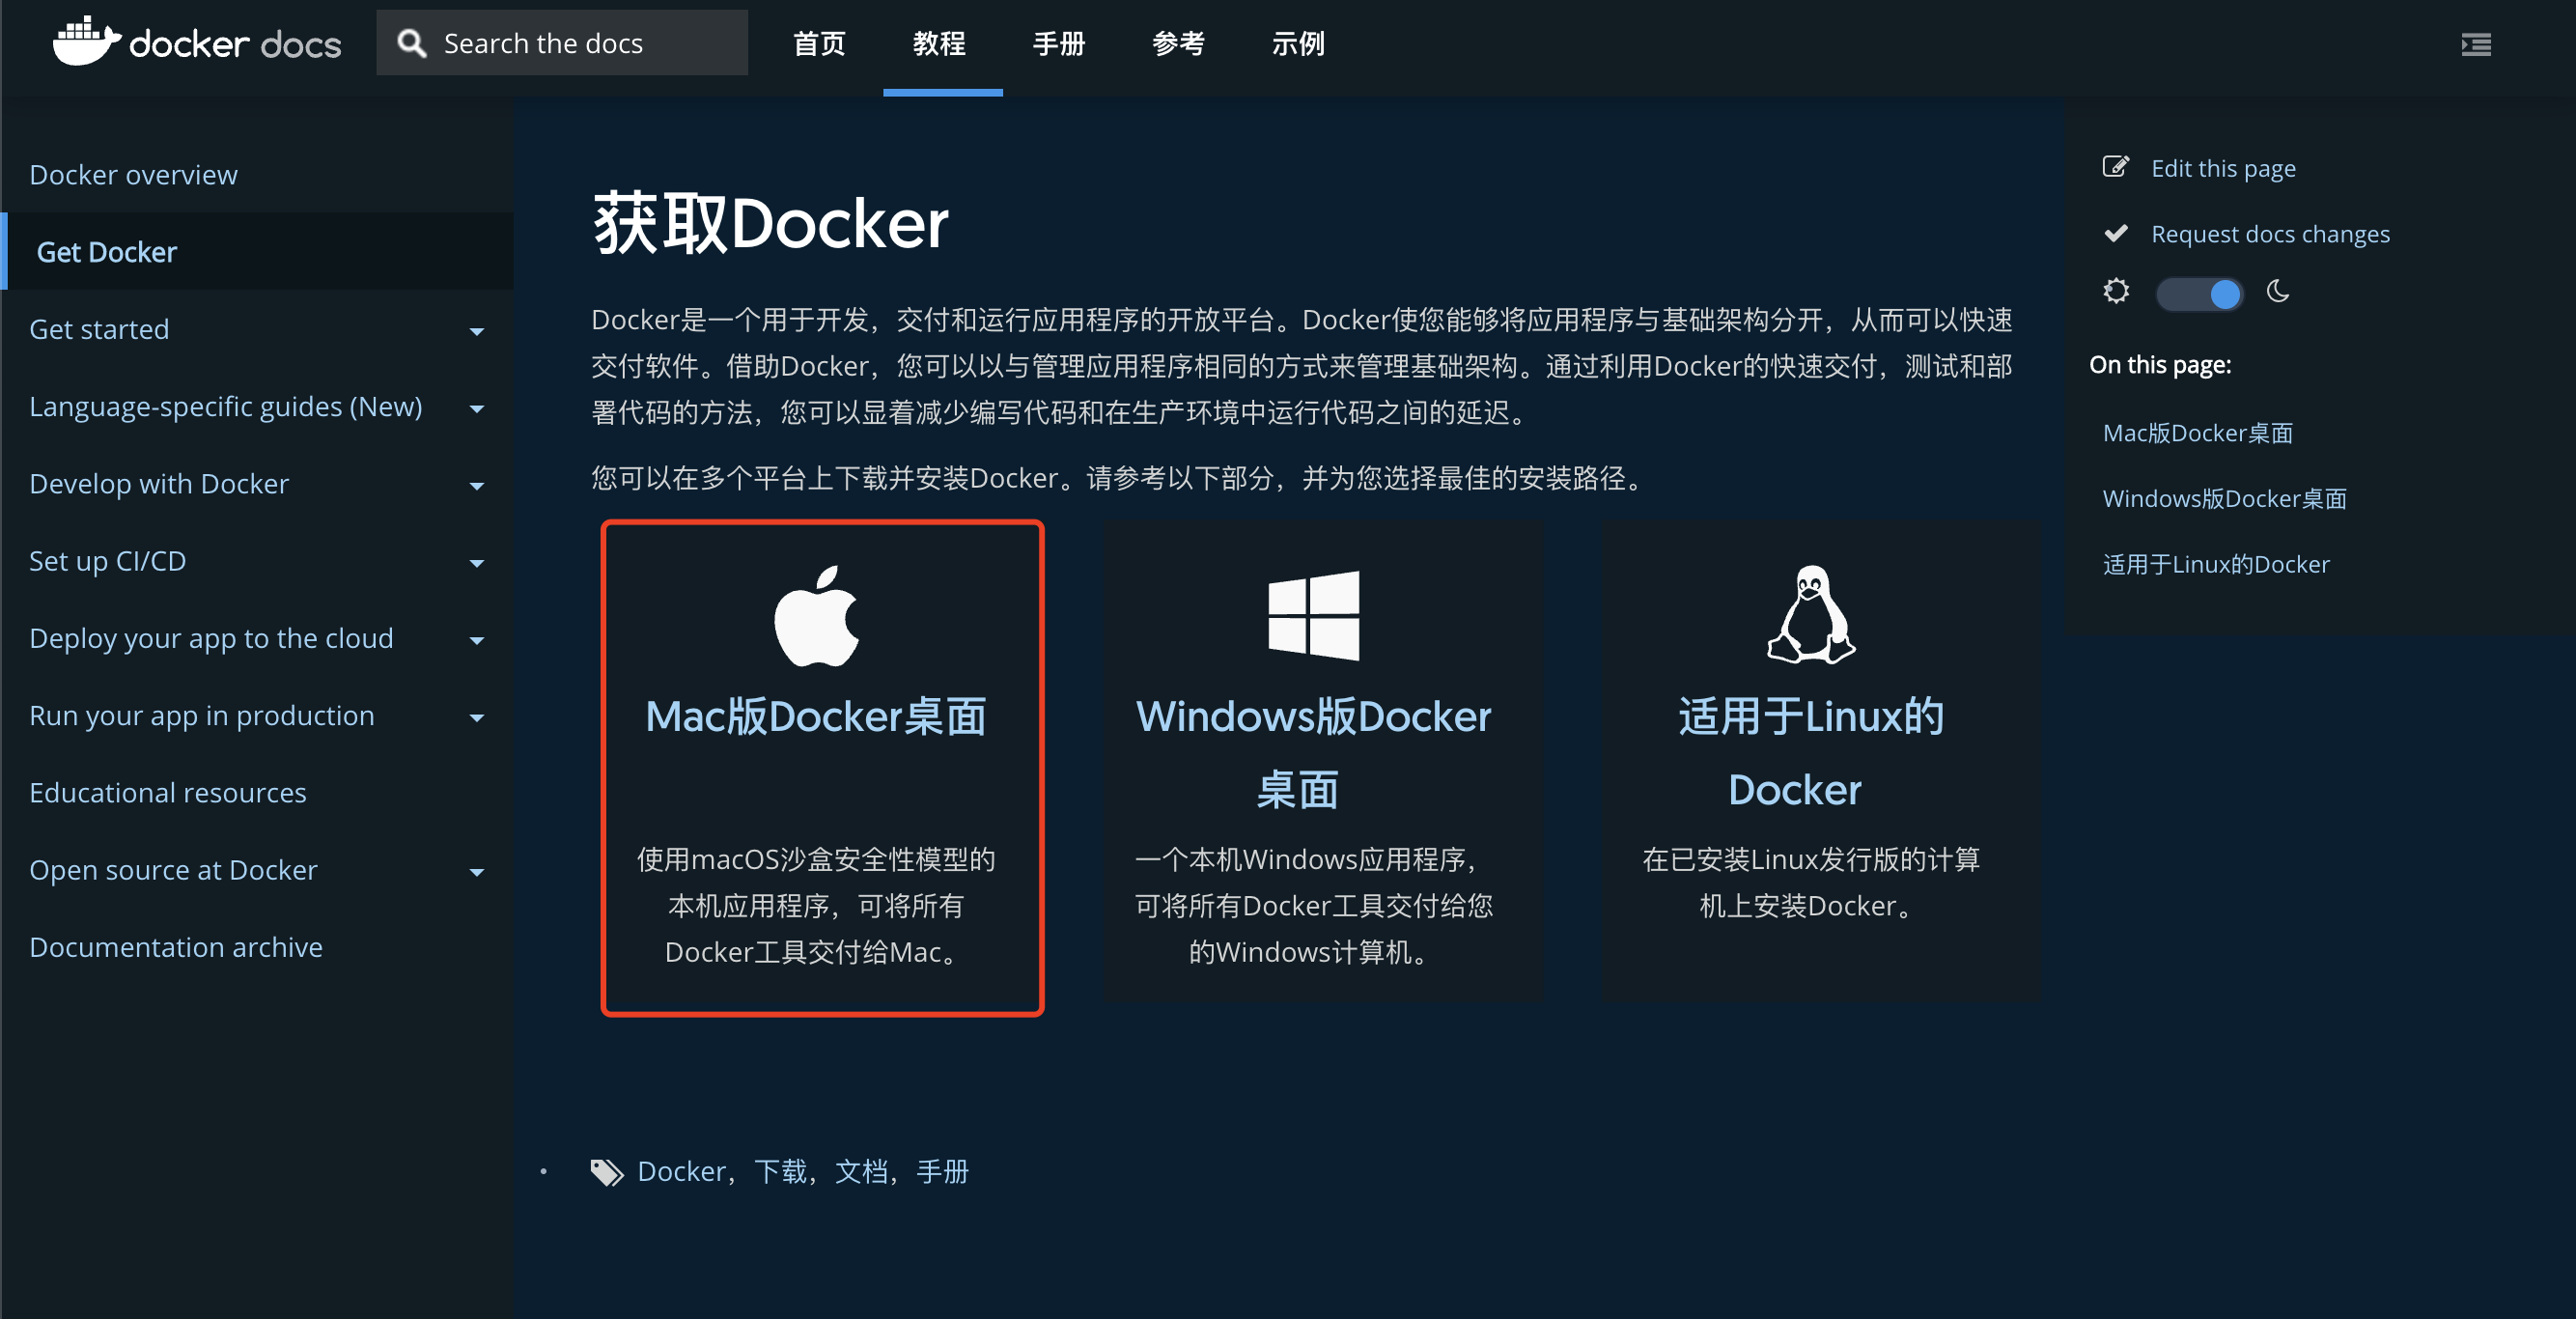 docker docs
Search the docs
首页
教程
手册
参考
示例
Docker overview
Get Docker
Get started
Language-specific guides (New)
Develop with Docker
Set up CI/CD
Deploy your app to the cloud
Run your app in production
Educational resources
Open source at Docker
Documentation archive
获取Docker
Docker是一个用于开发，交付和运行应用程序的开放平台。Docker使您能够将应用程序与基础架构分开，从而可以快速
交付软件。借助Docker，您可以以与管理应用程序相同的方式来管理基础架构。通过利用Docker的快速交付，测试和部
署代码的方法，您可以显着减少编写代码和在生产环境中运行代码之间的延迟。
您可以在多个平台上下载并安装Docker。请参考以下部分，并为您选择最佳的安装路径。
Mac版Docker桌面
使用macOS沙盒安全性模型的
本机应用程序，可将所有
Docker工具交付给Mac。
Windows版Docker
桌面
一个本机Windows应用程序，
可将所有Docker工具交付给您
的Windows计算机。
适用于Linux的
Docker
在已安装Linux发行版的计算
机上安装Docker。
Docker，下载，文档，手册
Edit this page
Request docs changes
On this page:
Mac版Docker桌面
Windows版Docker桌面
适用于Linux的Docker